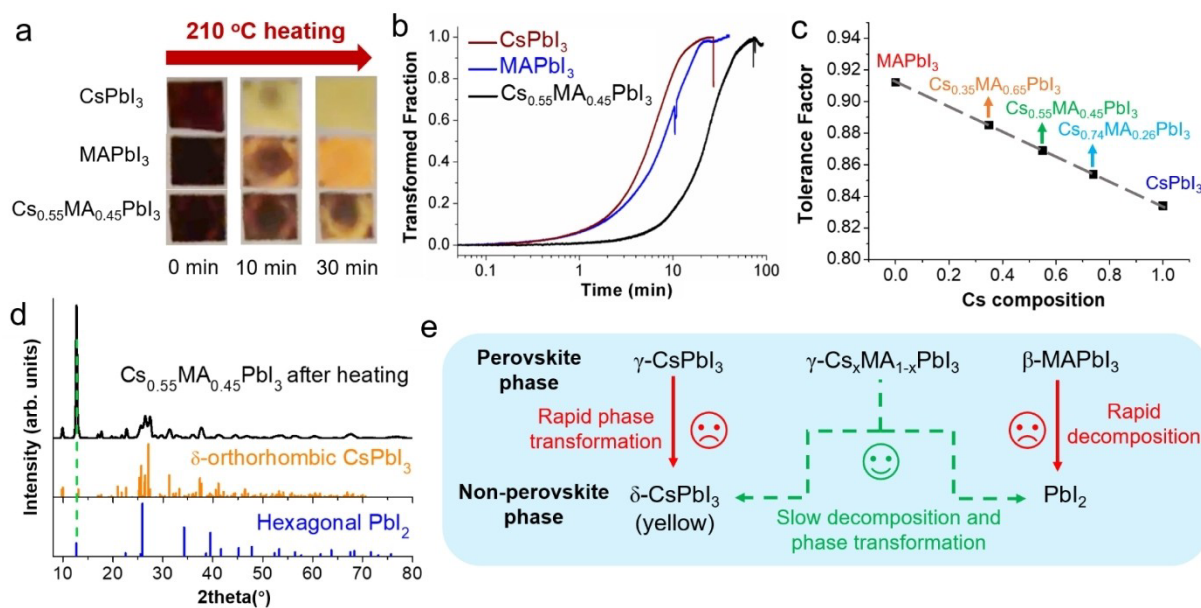 a
210 °C heating
CsPbI₃
MAPbI₃
Cs₀.₅₅MA₀.₄₅PbI₃
0 min 10 min 30 min
b
CsPbI₃
MAPbI₃
Cs₀.₅₅MA₀.₄₅PbI₃
Transformed Fraction
1.0
0.8
0.6
0.4
0.2
0.0
0.1 1 10 100
Time (min)
c
Tolerance Factor
0.94
0.92
0.90
0.88
0.86
0.84
0.82
0.80
MAPbI₃
Cs₀.₃₅MA₀.₆₅PbI₃
Cs₀.₅₅MA₀.₄₅PbI₃
Cs₀.₇₄MA₀.₂₆PbI₃
CsPbI₃
0.0 0.2 0.4 0.6 0.8 1.0
Cs composition
d
Intensity (arb. units)
Cs₀.₅₅MA₀.₄₅PbI₃ after heating
δ-orthorhombic CsPbI₃
Hexagonal PbI₂
10 20 30 40 50 60 70 80
2theta(°)
e
Perovskite
phase
γ-CsPbI₃
γ-CsₓMA₁₋ₓPbI₃
β-MAPbI₃
Rapid phase
transformation
Rapid
decomposition
Non-perovskite
phase
δ-CsPbI₃
(yellow)
Slow decomposition and
phase transformation
PbI₂